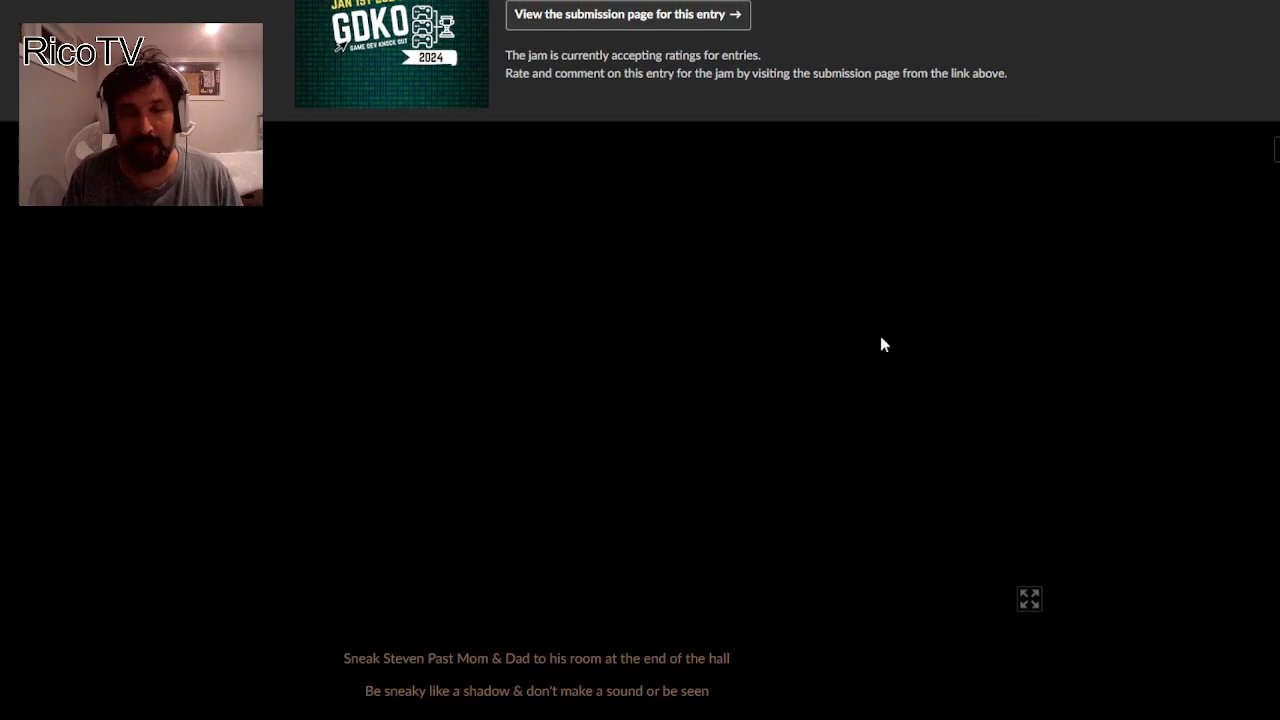 RicoTV
GDKO
GAME DEV KNOCK OUT
2024
View the submission page for this entry →
The jam is currently accepting ratings for entries.
Rate and comment on this entry for the jam by visiting the submission page from the link above.
Sneak Steven Past Mom & Dad to his room at the end of the hall
Be sneaky like a shadow & don't make a sound or be seen